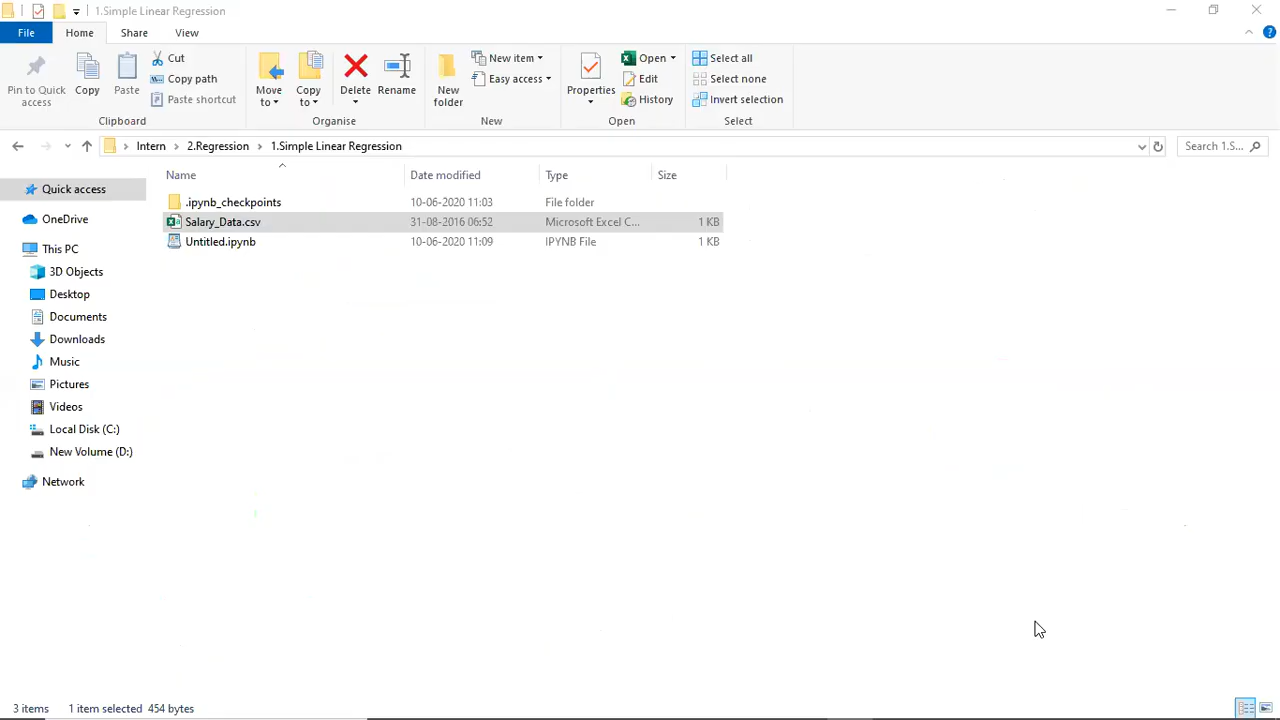 1.Simple Linear Regression
File Home Share View
Pin to Quick access
Copy
Paste
Cut
Copy path
Paste shortcut
Clipboard
Move to
Copy to
Delete
Rename
Organise
New folder
New item
Easy access
New
Properties
Open
Edit
History
Open
Select all
Select none
Invert selection
Select
Intern > 2.Regression > 1.Simple Linear Regression
Search 1.S...
Name Date modified Type Size
.ipynb_checkpoints 10-06-2020 11:03 File folder
Salary_Data.csv 31-08-2016 06:52 Microsoft Excel C... 1 KB
Untitled.ipynb 10-06-2020 11:09 IPYNB File 1 KB
Quick access
OneDrive
This PC
3D Objects
Desktop
Documents
Downloads
Music
Pictures
Videos
Local Disk (C:)
New Volume (D:)
Network
3 items 1 item selected 454 bytes